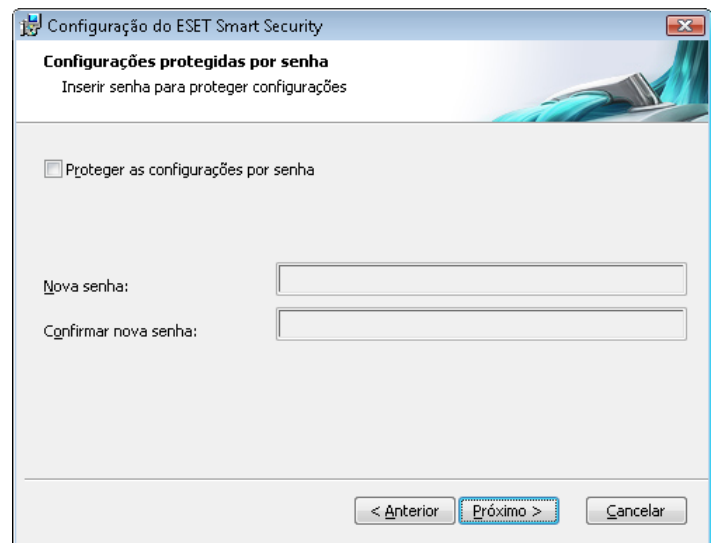 Configuração do ESET Smart Security
Configurações protegidas por senha
Inserir senha para proteger configurações
Proteger as configurações por senha
Nova senha:
Confirmar nova senha:
< Anterior Próximo > Cancelar